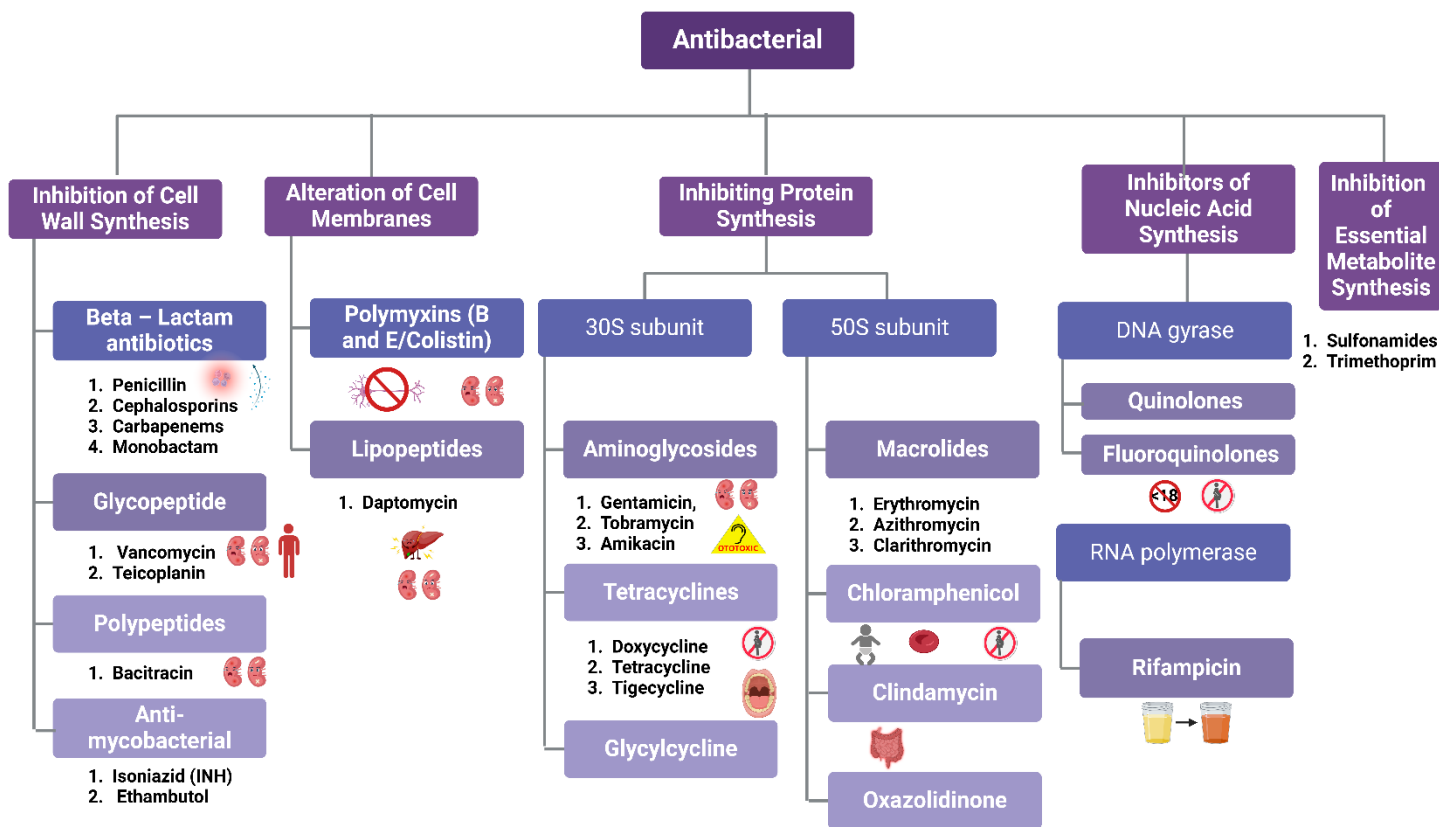 Antibacterial
Inhibition of Cell
Wall Synthesis
Beta – Lactam
antibiotics
1. Penicillin
2. Cephalosporins
3. Carbapenems
4. Monobactam
Glycopeptide
1. Vancomycin
2. Teicoplanin
Polypeptides
1. Bacitracin
Anti-
mycobacterial
1. Isoniazid (INH)
2. Ethambutol
Alteration of Cell
Membranes
Polymyxins (B
and E/Colistin)
Lipopeptides
1. Daptomycin
Inhibiting Protein
Synthesis
30S subunit
Aminoglycosides
1. Gentamicin,
2. Tobramycin
3. Amikacin
OTOTOXIC
Tetracyclines
1. Doxycycline
2. Tetracycline
3. Tigecycline
Glycylcycline
50S subunit
Macrolides
1. Erythromycin
2. Azithromycin
3. Clarithromycin
Chloramphenicol
Clindamycin
Oxazolidinone
Inhibitors of
Nucleic Acid
Synthesis
DNA gyrase
Quinolones
Fluoroquinolones
<18
RNA polymerase
Rifampicin
Inhibition
of
Essential
Metabolite
Synthesis
1. Sulfonamides
2. Trimethoprim